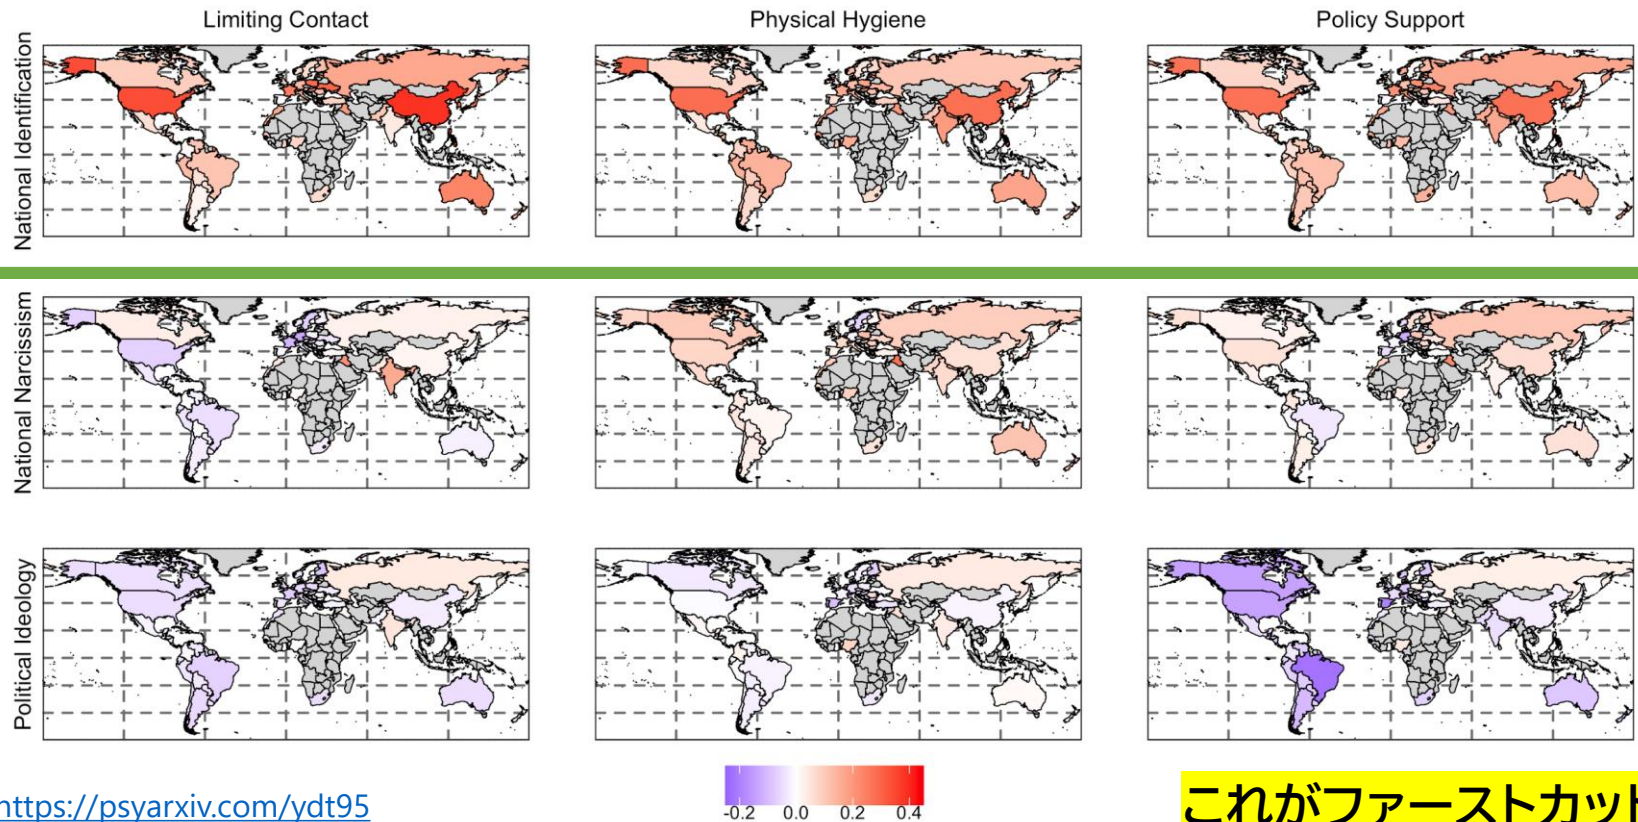 Limiting Contact
Physical Hygiene
Policy Support
National Identification
National Narcissism
Political Ideology
-0.2 0.0 0.2 0.4
https://psyarxiv.com/ydt95
これがファーストカット